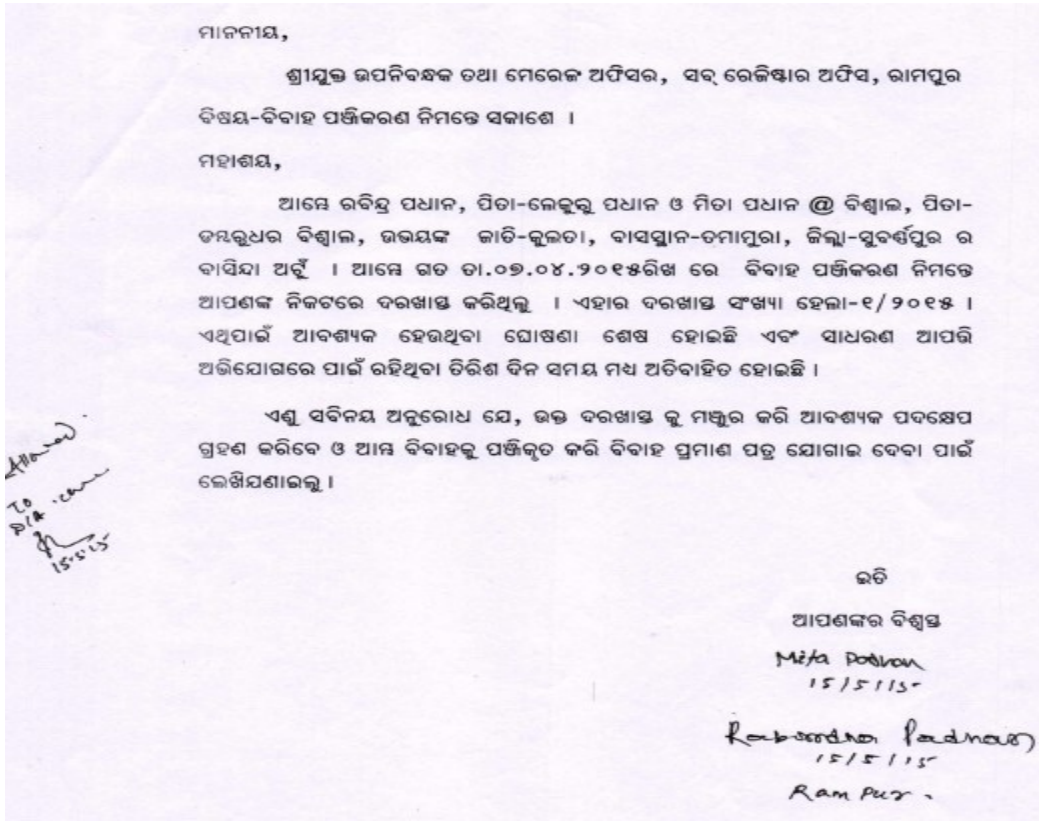 ମାନନୀୟ,
ଶ୍ରୀଯୁକ୍ତ ଉପନିବନ୍ଧକ ତଥା ମେରେଜ ଅଫିସର, ସବ୍ ରେଜିଷ୍ଟାର ଅଫିସ, ରାମପୁର
ବିଷୟ-ବିବାହ ପଞ୍ଜିକରଣ ନିମନ୍ତେ ସକାଶେ ।
ମହାଶୟ,
ଆମ୍ଭେ ରବିନ୍ଦ୍ର ପଧାନ, ପିତା-ଲେକୁରୁ ପଧାନ ଓ ମିତା ପଧାନ @ ବିଶ୍ଵାଲ, ପିତା-
ଡମ୍ବରୁଧର ବିଶ୍ଵାଲ, ଉଭୟଙ୍କ ଜାତି-କୁଲତା, ବାସସ୍ଥାନ-ଡମାମୁରା, ଜିଲ୍ଲା-ସୁବର୍ଣ୍ଣପୁର ର
ବାସିନ୍ଦା ଅଟୁଁ । ଆମ୍ଭେ ଗତ ତା.୦୭.୦୪.୨୦୧୫ରିଖ ରେ ବିବାହ ପଞ୍ଜିକରଣ ନିମନ୍ତେ
ଆପଣଙ୍କ ନିକଟରେ ଦରଖାସ୍ତ କରିଥିଲୁ । ଏହାର ଦରଖାସ୍ତ ସଂଖ୍ୟା ହେଲା-୧/୨୦୧୫ ।
ଏଥିପାଇଁ ଆବଶ୍ୟକ ହେଉଥିବା ଘୋଷଣା ଶେଷ ହୋଇଛି ଏବଂ ସାଧରଣ ଆପତ୍ତି
ଅଭିଯୋଗରେ ପାଇଁ ରହିଥିବା ତିରିଶ ଦିନ ସମୟ ମଧ୍ୟ ଅତିବାହିତ ହୋଇଛି ।
ଏଣୁ ସବିନୟ ଅନୁରୋଧ ଯେ, ଉକ୍ତ ଦରଖାସ୍ତ କୁ ମଞ୍ଜୁର କରି ଆବଶ୍ୟକ ପଦକ୍ଷେପ
ଗ୍ରହଣ କରିବେ ଓ ଆମ୍ଭ ବିବାହକୁ ପଞ୍ଜିକୃତ କରି ବିବାହ ପ୍ରମାଣ ପତ୍ର ଯୋଗାଇ ଦେବା ପାଇଁ
ଲେଖିଯଣାଇଲୁ ।
To
15.5.15
ଇତି
ଆପଣଙ୍କର ବିଶ୍ଵସ୍ତ
Mita Padhan
15/5/15
Rabindra Padhan
15/5/15
Rampur.